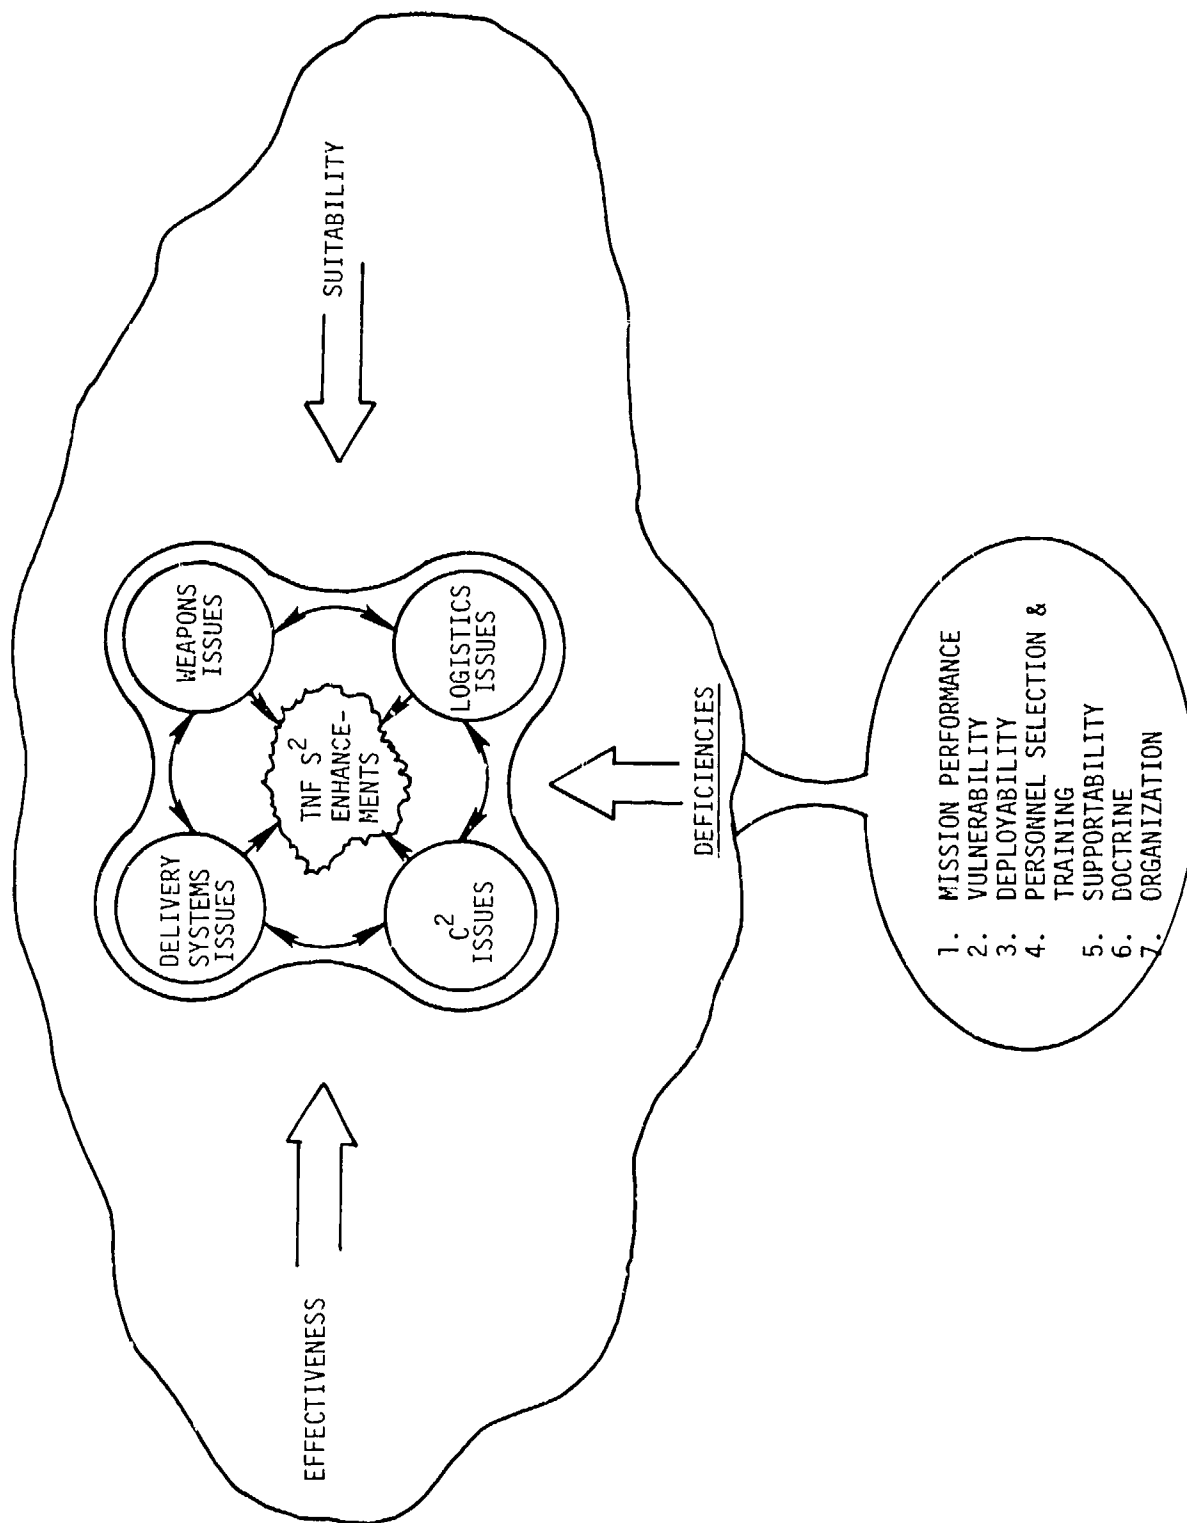 EFFECTIVENESS
DELIVERY
SYSTEMS
ISSUES
WEAPONS
ISSUES
TNF S²
ENHANCE-
MENTS
C²
ISSUES
LOGISTICS
ISSUES
SUITABILITY
DEFICIENCIES
1. MISSION PERFORMANCE
2. VULNERABILITY
3. DEPLOYABILITY
4. PERSONNEL SELECTION &
TRAINING
5. SUPPORTABILITY
6. DOCTRINE
7. ORGANIZATION